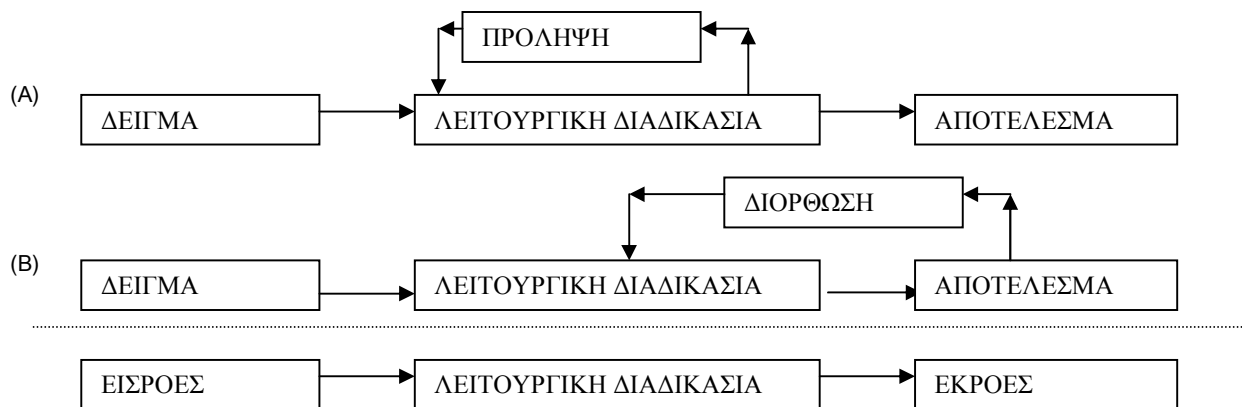 ΠΡΟΛΗΨΗ
(Α)
ΔΕΙΓΜΑ ΛΕΙΤΟΥΡΓΙΚΗ ΔΙΑΔΙΚΑΣΙΑ ΑΠΟΤΕΛΕΣΜΑ
ΔΙΟΡΘΩΣΗ
(Β)
ΔΕΙΓΜΑ ΛΕΙΤΟΥΡΓΙΚΗ ΔΙΑΔΙΚΑΣΙΑ ΑΠΟΤΕΛΕΣΜΑ
ΕΙΣΡΟΕΣ ΛΕΙΤΟΥΡΓΙΚΗ ΔΙΑΔΙΚΑΣΙΑ ΕΚΡΟΕΣ